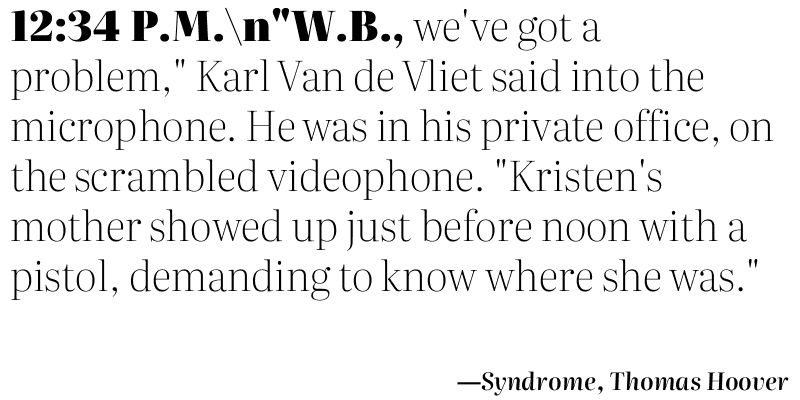 12:34 P.M.\n"W.B., we've got a
problem," Karl Van de Vliet said into the
microphone. He was in his private office, on
the scrambled videophone. "Kristen's
mother showed up just before noon with a
pistol, demanding to know where she was."
—Syndrome, Thomas Hoover